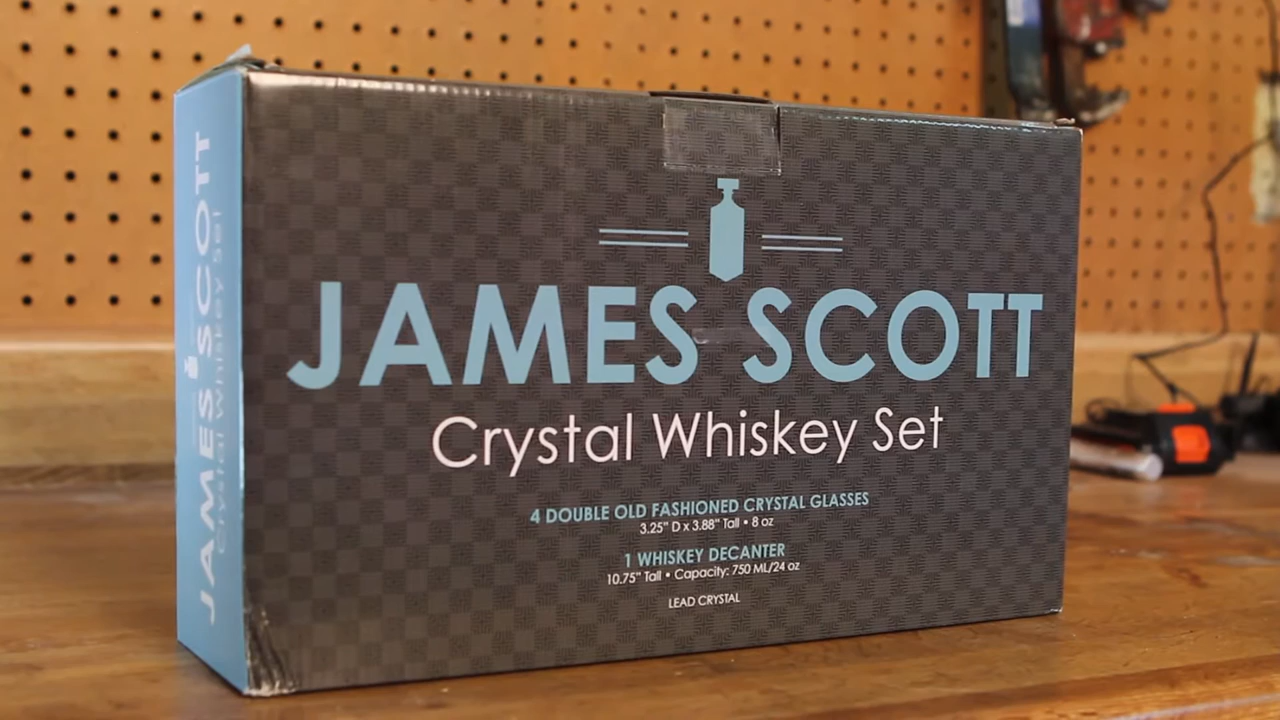 JAMES SCOTT
Crystal Whiskey Set
4 DOUBLE OLD FASHIONED CRYSTAL GLASSES
3.25" D x 3.88" Tall • 8 oz
1 WHISKEY DECANTER
10.75" Tall • Capacity: 750 ML/24 oz
LEAD CRYSTAL
JAMES SCOTT
Crystal Whiskey Set